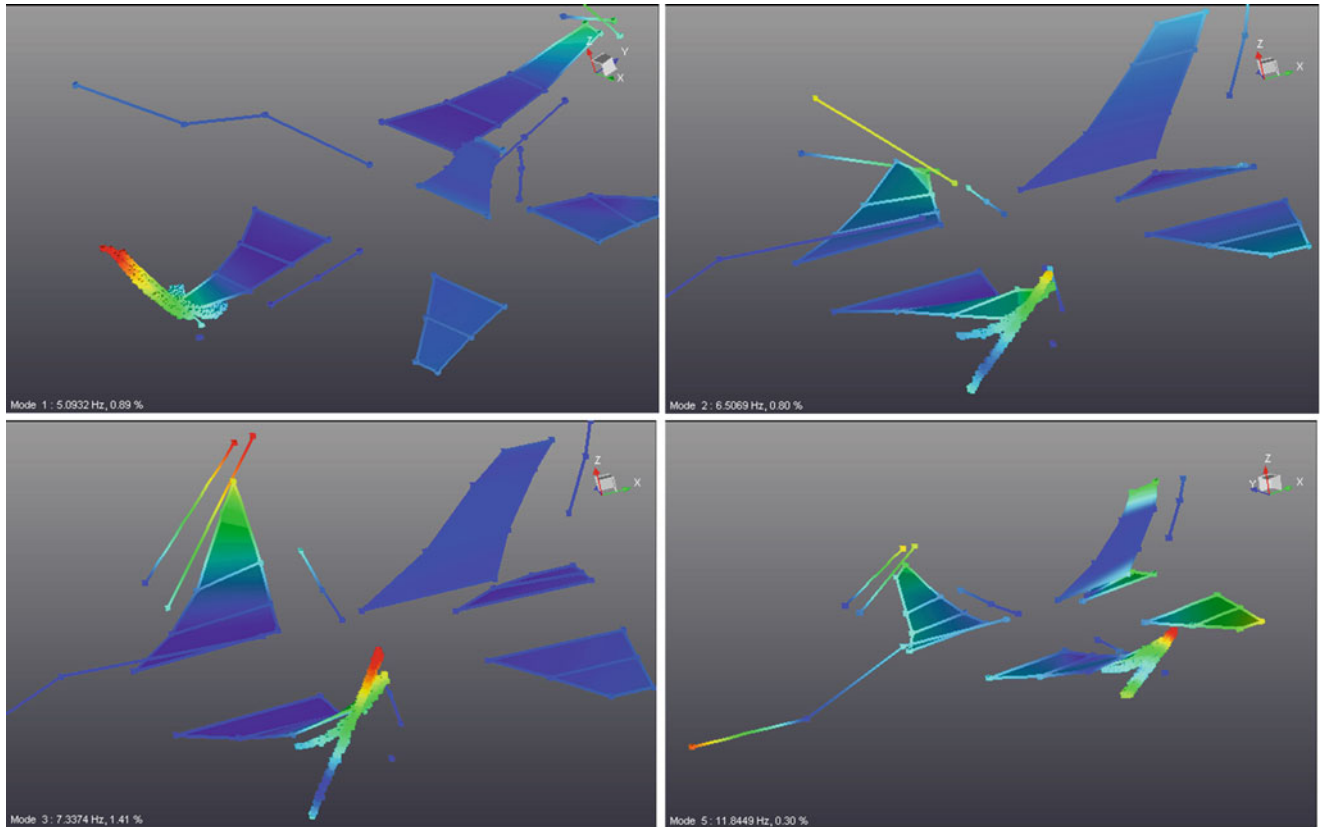 Z
Y
X
Mode 1 : 5.0932 Hz, 0.89 %
Z
X
Mode 2 : 6.5069 Hz, 0.80 %
Z
X
Mode 3 : 7.3374 Hz, 1.41 %
Z
Y X
Mode 5 : 11.8449 Hz, 0.30 %